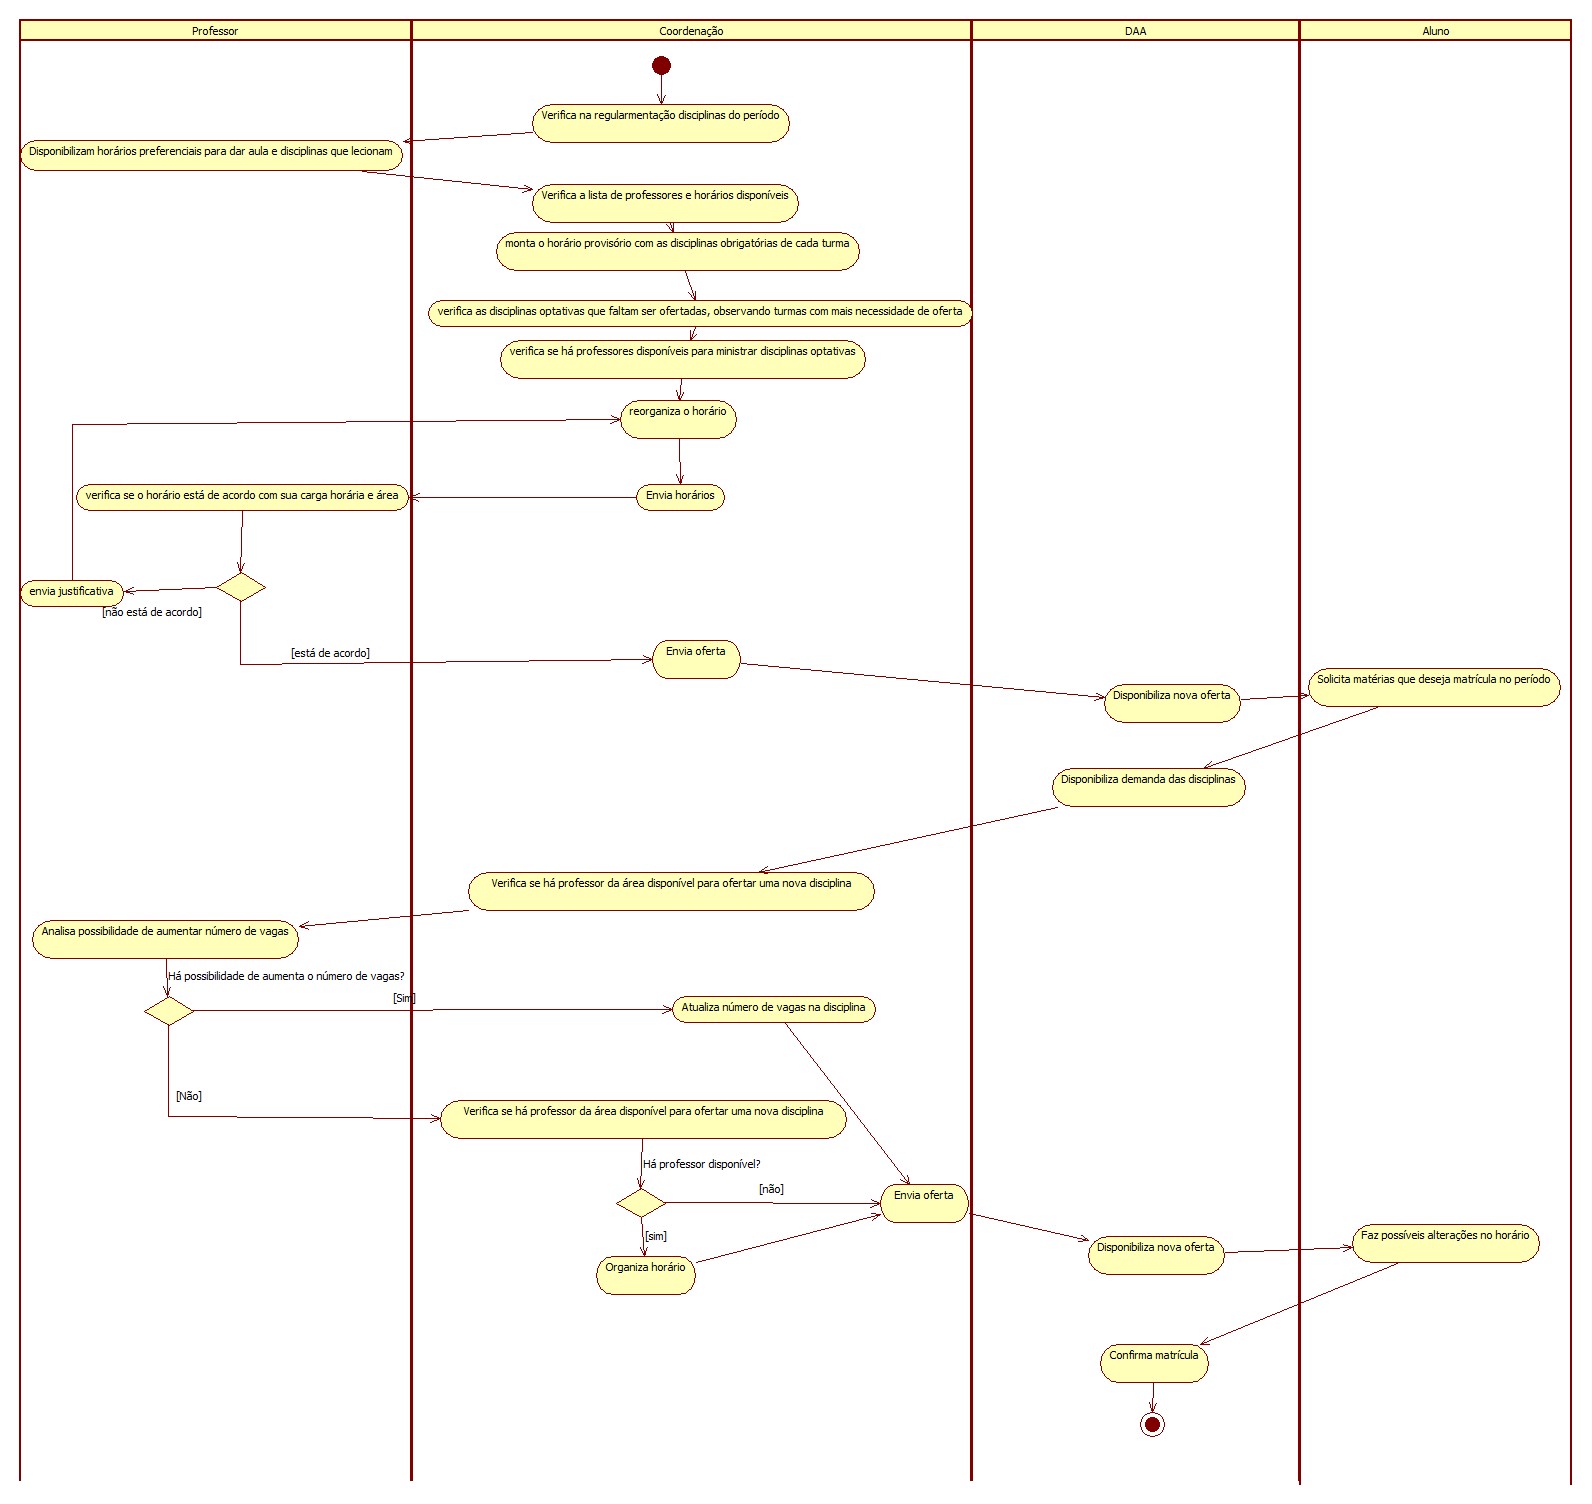 Professor
Coordenação
DAA
Aluno
Verifica na regularmentação disciplinas do período
Disponibilizam horários preferenciais para dar aula e disciplinas que lecionam
Verifica a lista de professores e horários disponíveis
monta o horário provisório com as disciplinas obrigatórias de cada turma
verifica as disciplinas optativas que faltam ser ofertadas, observando turmas com mais necessidade de oferta
verifica se há professores disponíveis para ministrar disciplinas optativas
reorganiza o horário
verifica se o horário está de acordo com sua carga horária e área
Envia horários
envia justificativa
[não está de acordo]
[está de acordo]
Envia oferta
Disponibiliza nova oferta
Solicita matérias que deseja matrícula no período
Disponibiliza demanda das disciplinas
Verifica se há professor da área disponível para ofertar uma nova disciplina
Analisa possibilidade de aumentar número de vagas
Há possibilidade de aumenta o número de vagas?
[Sim]
Atualiza número de vagas na disciplina
[Não]
Verifica se há professor da área disponível para ofertar uma nova disciplina
Há professor disponível?
[não]
Envia oferta
[sim]
Organiza horário
Disponibiliza nova oferta
Faz possíveis alterações no horário
Confirma matrícula